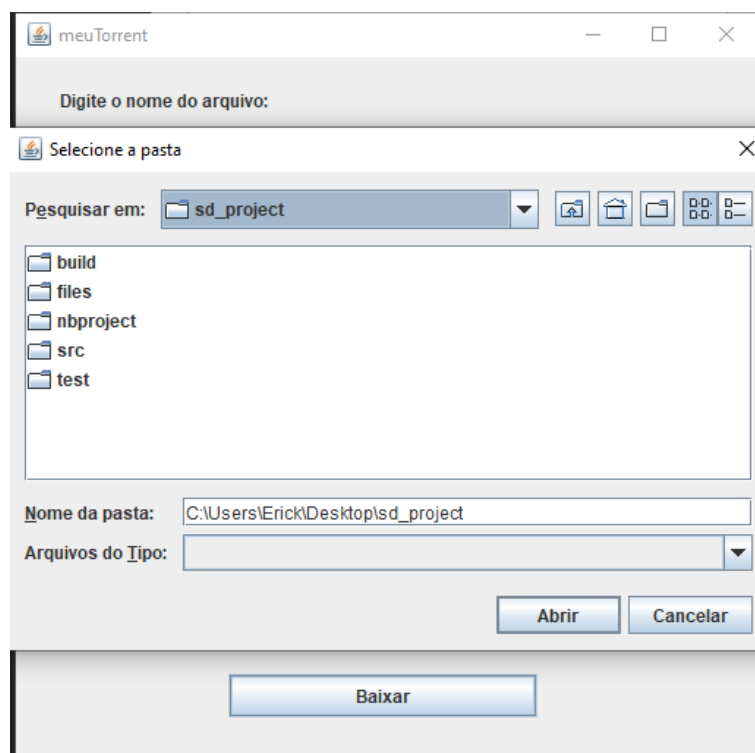 meuTorrent
Digite o nome do arquivo:
Selecione a pasta
Pesquisar em: sd_project
build
files
nbproject
src
test
Nome da pasta: C:\Users\Erick\Desktop\sd_project
Arquivos do Tipo:
Abrir Cancelar
Baixar